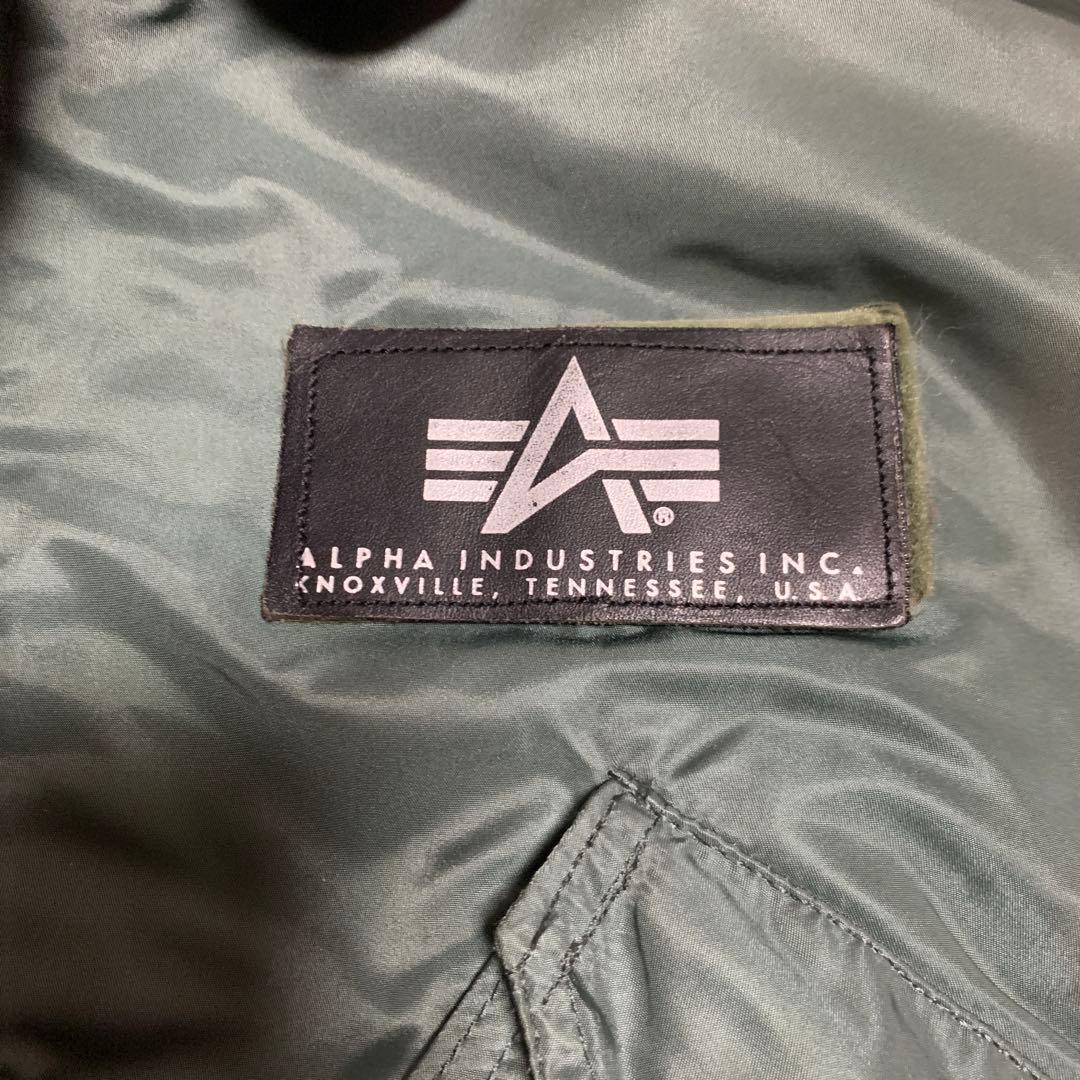 ®
ALPHA INDUSTRIES INC.
KNOXVILLE, TENNESSEE, U.S.A.